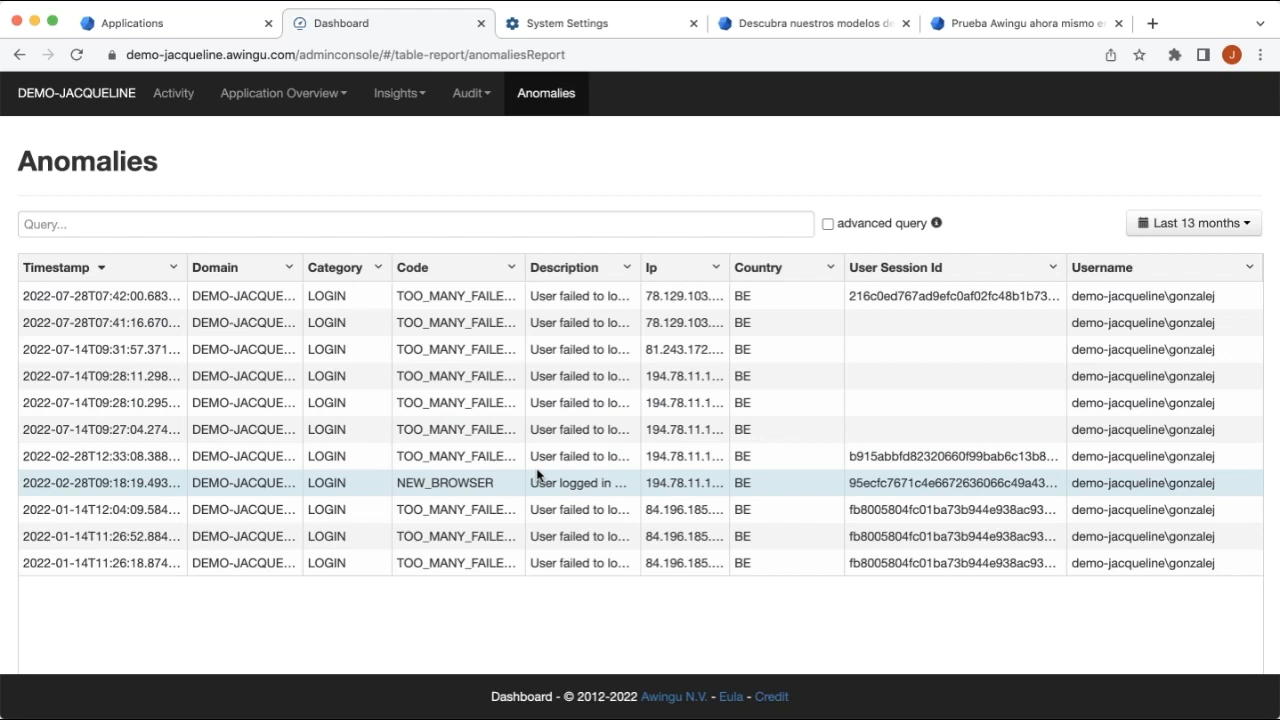 Applications
Dashboard
System Settings
Descubra nuestros modelos de
Prueba Awingu ahora mismo e
demo-jacqueline.awingu.com/adminconsole/#/table-report/anomaliesReport
J
DEMO-JACQUELINE Activity Application Overview Insights Audit Anomalies
Anomalies
Query... advanced query Last 13 months
Timestamp Domain Category Code Description Ip Country User Session Id Username
2022-07-28T07:42:00.683... DEMO-JACQUE... LOGIN TOO_MANY_FAILE... User failed to lo... 78.129.103.... BE 216c0ed767ad9efc0af02fc48b1b73... demo-jacqueline\gonzalej
2022-07-28T07:41:16.670... DEMO-JACQUE... LOGIN TOO_MANY_FAILE... User failed to lo... 78.129.103.... BE demo-jacqueline\gonzalej
2022-07-14T09:31:57.371... DEMO-JACQUE... LOGIN TOO_MANY_FAILE... User failed to lo... 81.243.172.... BE demo-jacqueline\gonzalej
2022-07-14T09:28:11.298... DEMO-JACQUE... LOGIN TOO_MANY_FAILE... User failed to lo... 194.78.11.1... BE demo-jacqueline\gonzalej
2022-07-14T09:28:10.295... DEMO-JACQUE... LOGIN TOO_MANY_FAILE... User failed to lo... 194.78.11.1... BE demo-jacqueline\gonzalej
2022-07-14T09:27:04.274... DEMO-JACQUE... LOGIN TOO_MANY_FAILE... User failed to lo... 194.78.11.1... BE demo-jacqueline\gonzalej
2022-02-28T12:33:08.388... DEMO-JACQUE... LOGIN TOO_MANY_FAILE... User failed to lo... 194.78.11.1... BE b915abbfd82320660f99bab6c13b8... demo-jacqueline\gonzalej
2022-02-28T09:18:19.493... DEMO-JACQUE... LOGIN NEW_BROWSER User logged in ... 194.78.11.1... BE 95ecfc7671c4e6672636066c49a43... demo-jacqueline\gonzalej
2022-01-14T12:04:09.584... DEMO-JACQUE... LOGIN TOO_MANY_FAILE... User failed to lo... 84.196.185.... BE fb8005804fc01ba73b944e938ac93... demo-jacqueline\gonzalej
2022-01-14T11:26:52.884... DEMO-JACQUE... LOGIN TOO_MANY_FAILE... User failed to lo... 84.196.185.... BE fb8005804fc01ba73b944e938ac93... demo-jacqueline\gonzalej
2022-01-14T11:26:18.874... DEMO-JACQUE... LOGIN TOO_MANY_FAILE... User failed to lo... 84.196.185.... BE fb8005804fc01ba73b944e938ac93... demo-jacqueline\gonzalej
Dashboard - © 2012-2022 Awingu N.V. - Eula - Credit